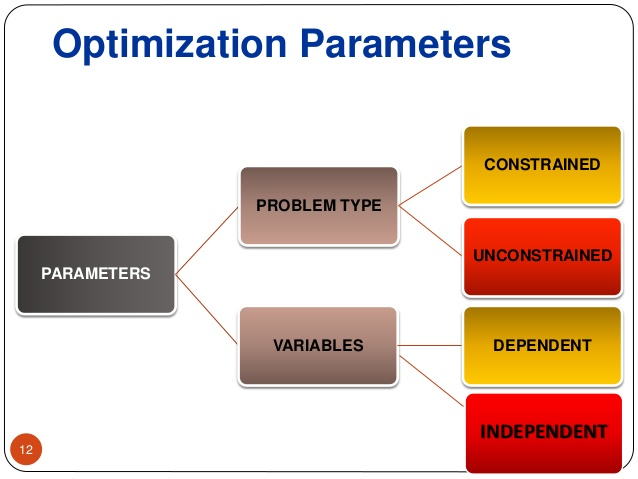 Optimization Parameters
CONSTRAINED
PROBLEM TYPE
UNCONSTRAINED
PARAMETERS
VARIABLES
DEPENDENT
INDEPENDENT
12